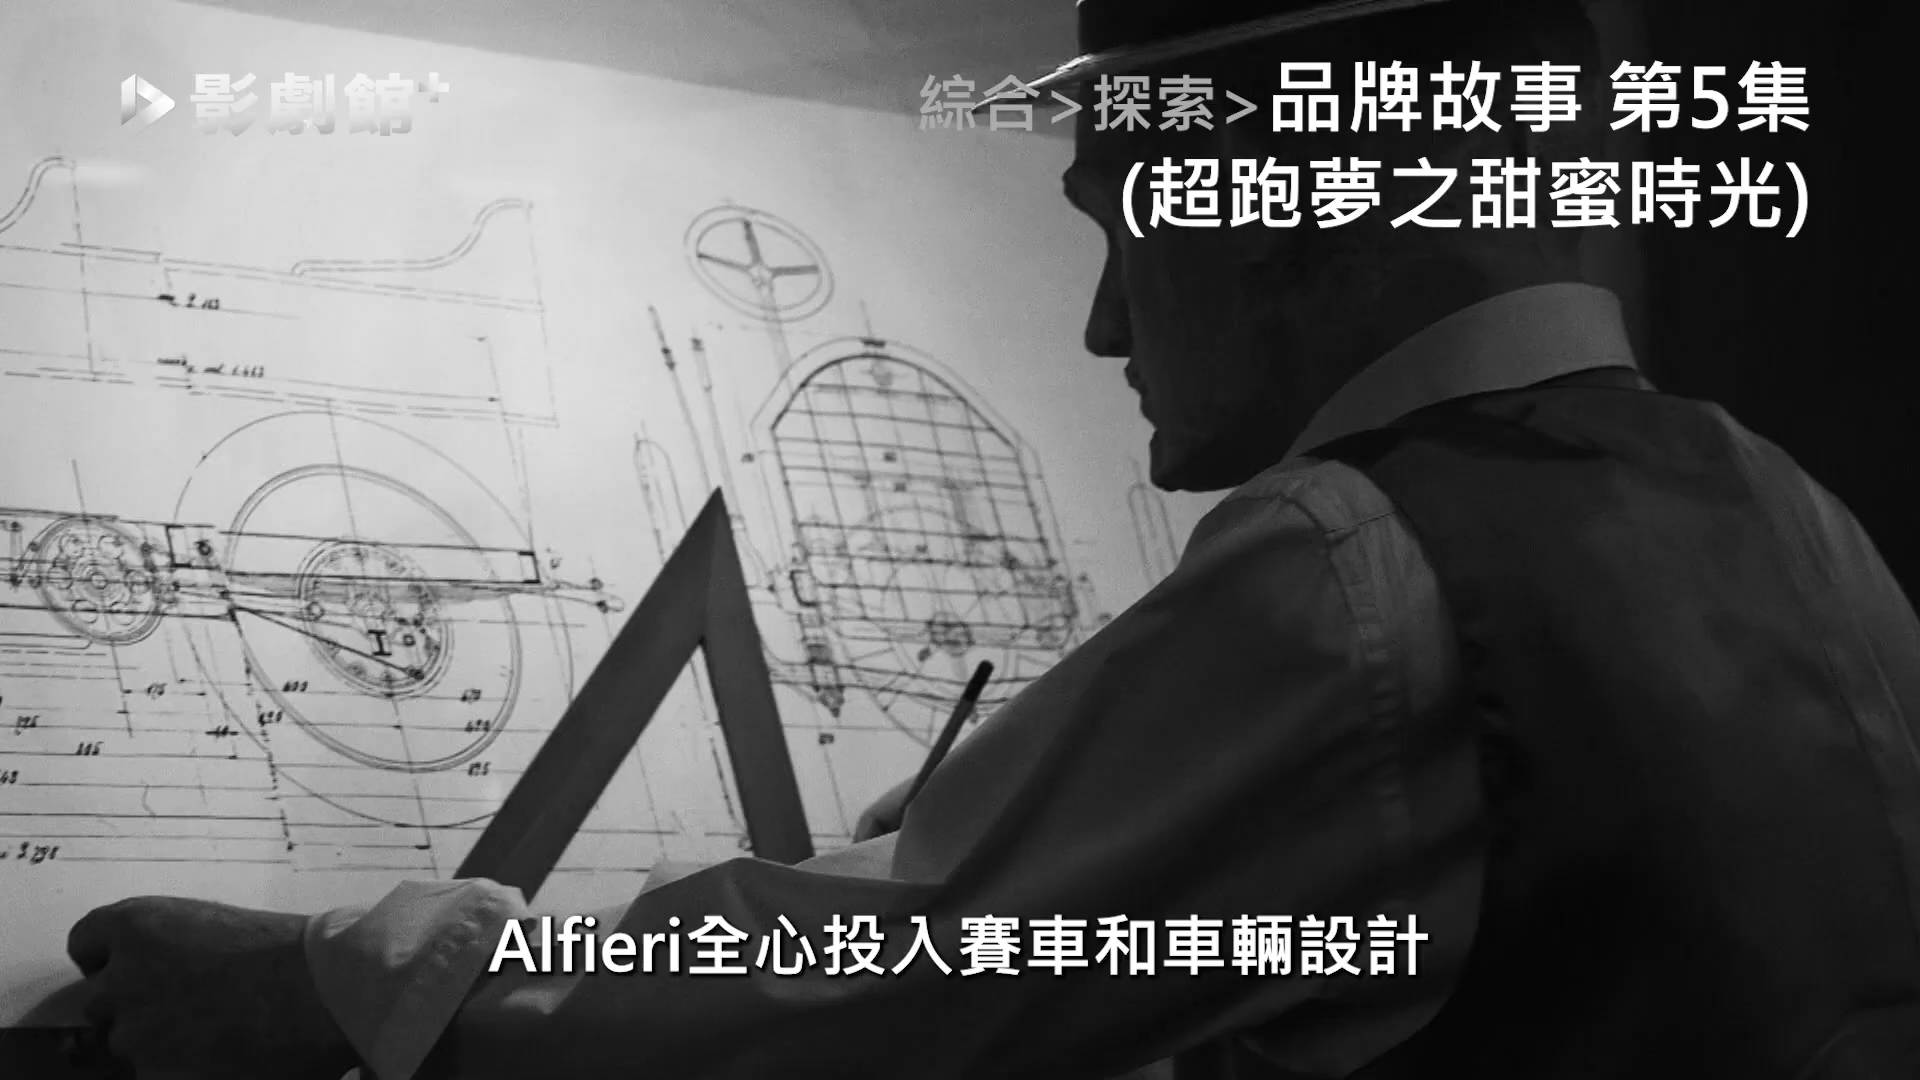 影劇館+
綜合>探索>品牌故事 第5集
(超跑夢之甜蜜時光)
600
670
Alfieri全心投入賽車和車輛設計